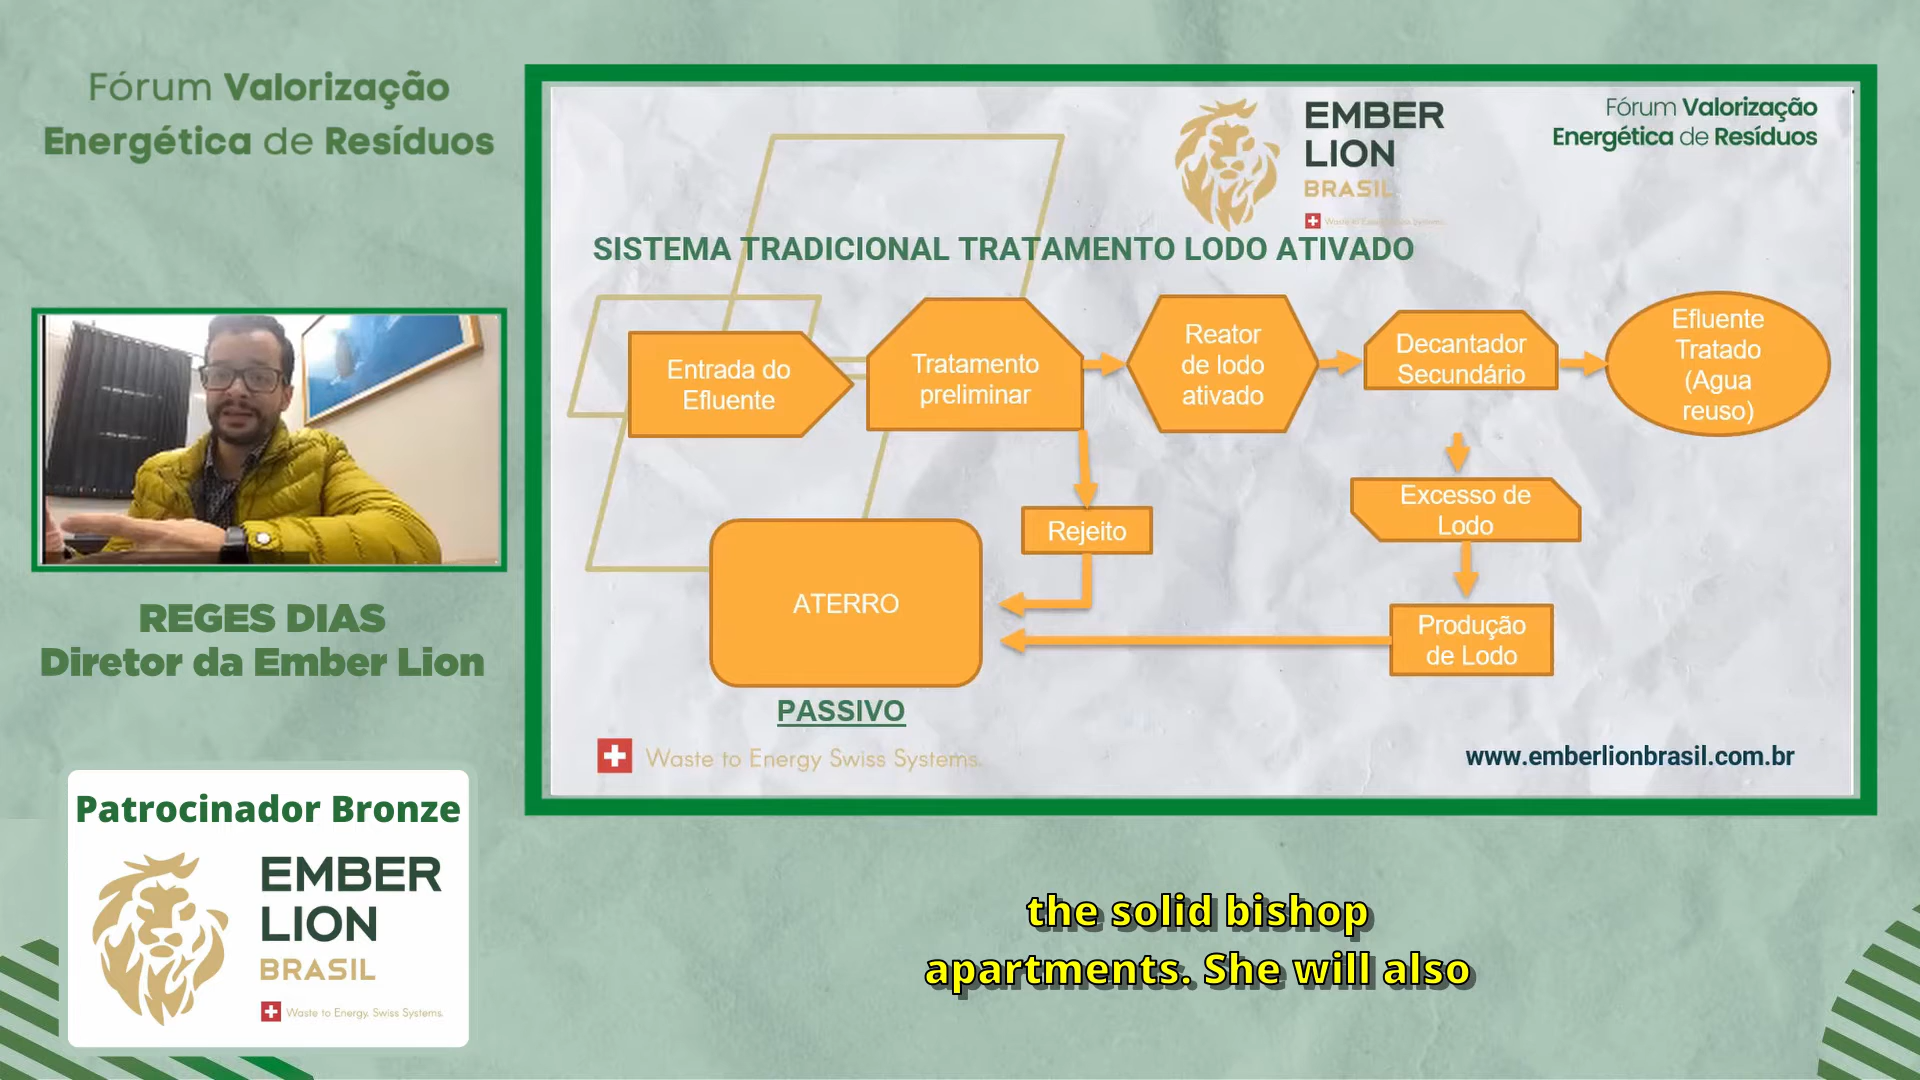 Fórum Valorização
Energética de Resíduos
REGES DIAS
Diretor da Ember Lion
Patrocinador Bronze
EMBER
LION
BRASIL
Waste to Energy. Swiss Systems.
EMBER
LION
BRASIL
Fórum Valorização
Energética de Resíduos
SISTEMA TRADICIONAL TRATAMENTO LODO ATIVADO
Entrada do
Efluente
Tratamento
preliminar
Reator
de lodo
ativado
Decantador
Secundário
Efluente
Tratado
(Agua
reuso)
Rejeito
Excesso de
Lodo
ATERRO
Produção
de Lodo
PASSIVO
Waste to Energy Swiss Systems.
www.emberlionbrasil.com.br
the solid bishop
apartments. She will also